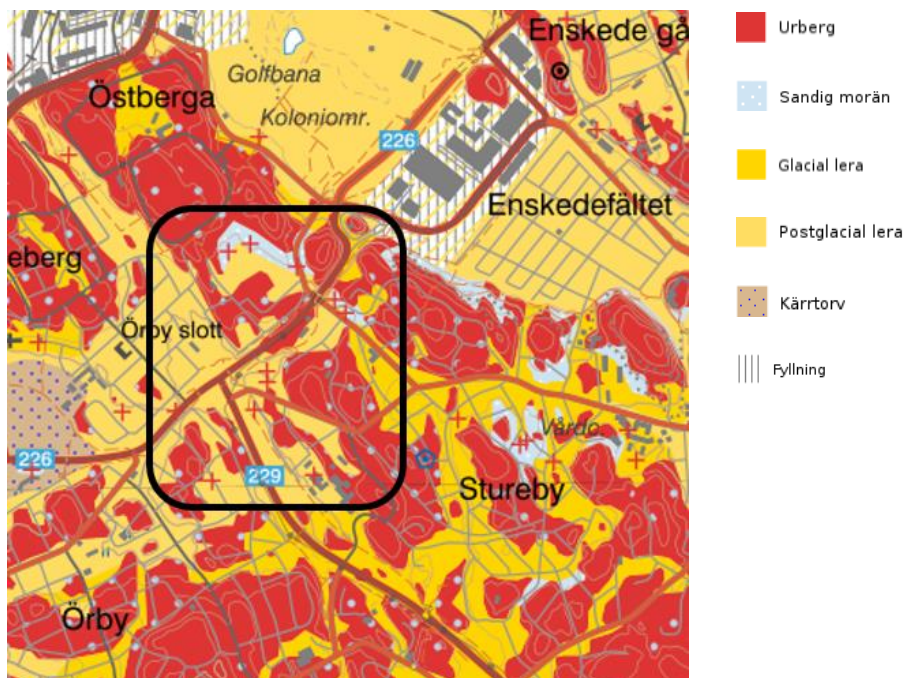 Enskede gå
Golfbana
Östberga
Koloniomr.
226
Enskedefältet
eberg
Örby slott
Vårdo.
226
229
Stureby
Örby
Urberg
Sandig morän
Glacial lera
Postglacial lera
Kärrtorv
Fyllning